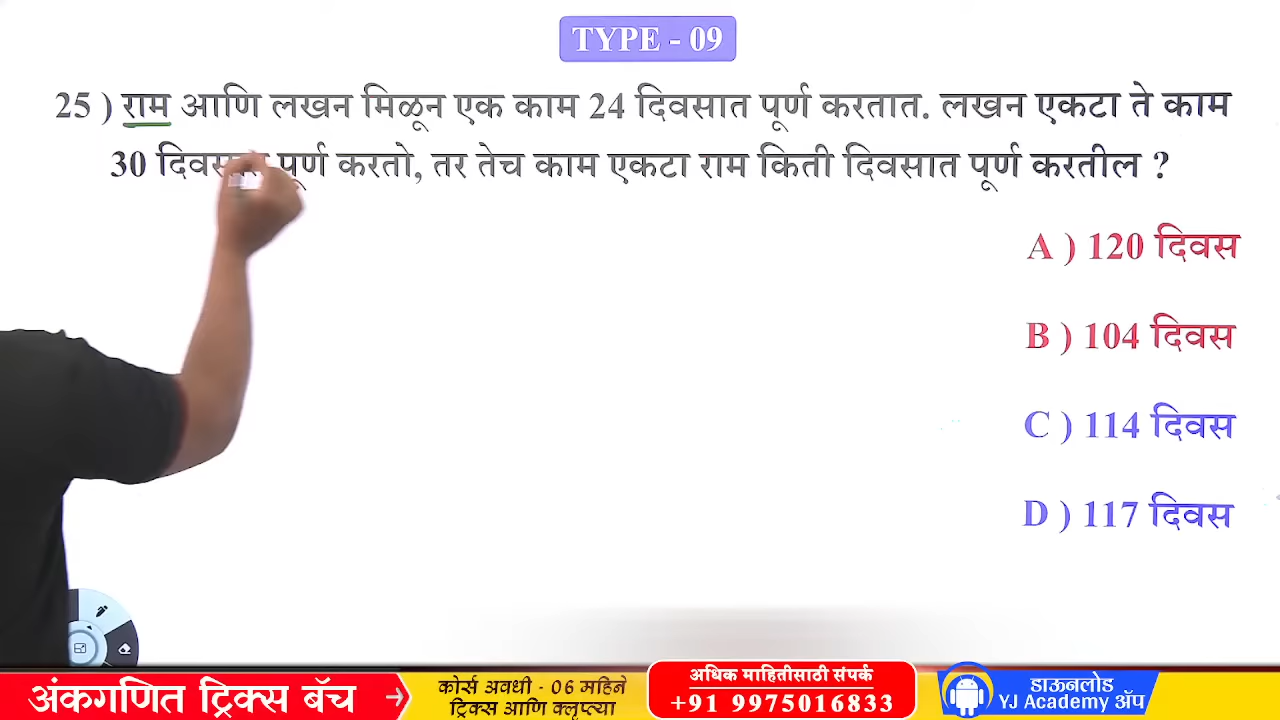 TYPE - 09
25 ) राम आणि लखन मिळून एक काम 24 दिवसात पूर्ण करतात. लखन एकटा ते काम
30 पूर्ण करतो, तर तेच काम एकटा राम किती दिवसात पूर्ण करतील ?
A ) 120 दिवस
B ) 104 दिवस
C ) 114 दिवस
D ) 117 दिवस
अंकगणित ट्रिक्स बॅच
कोर्स अवधी - 06 महिने
ट्रिक्स आणि क्लृप्त्या
अधिक माहितीसाठी संपर्क
+91 9975016833
डाऊनलोड
YJ Academy ॲप